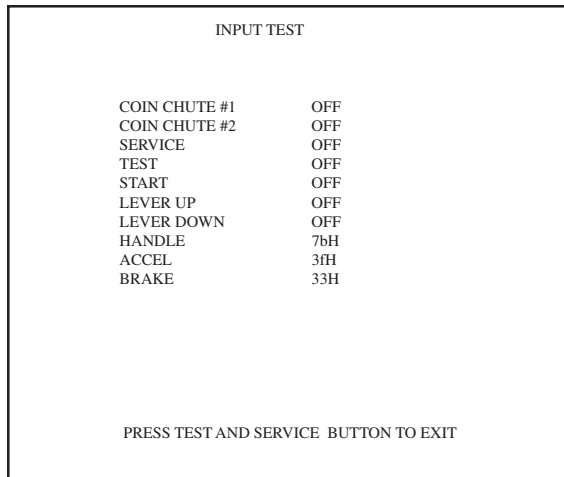 INPUT TEST
COIN CHUTE #1 OFF
COIN CHUTE #2 OFF
SERVICE OFF
TEST OFF
START OFF
LEVER UP OFF
LEVER DOWN OFF
HANDLE 7bH
ACCEL 3fH
BRAKE 33H
PRESS TEST AND SERVICE BUTTON TO EXIT